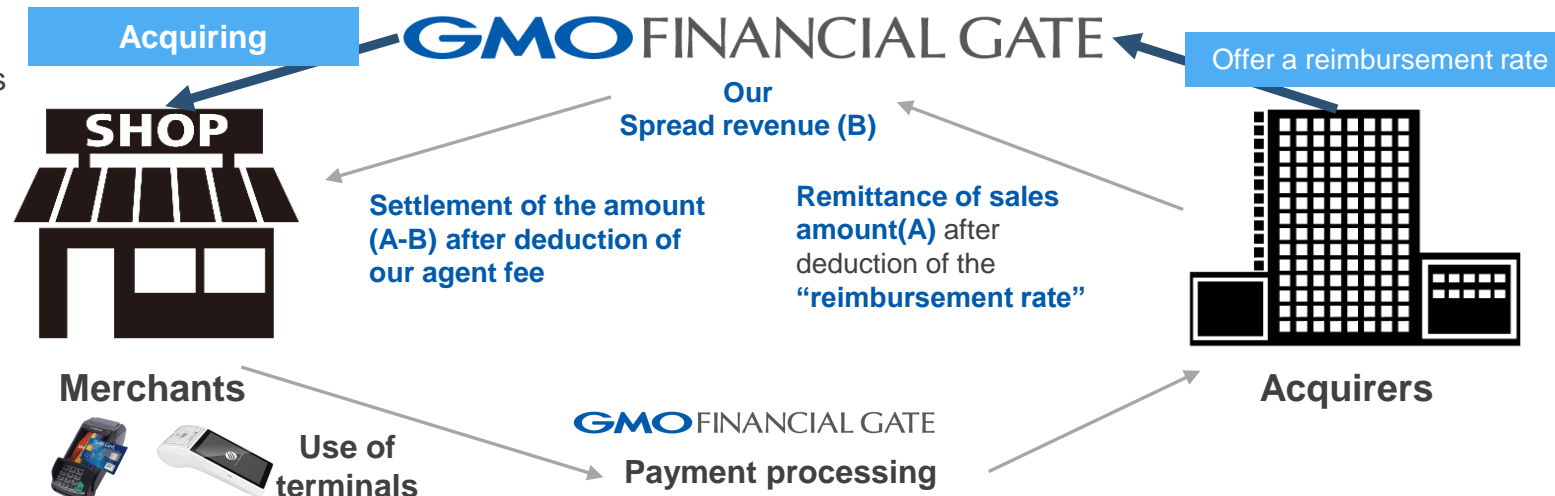 Acquiring
GMO FINANCIAL GATE
Offer a reimbursement rate
s
SHOP
Our
Spread revenue (B)
Settlement of the amount
(A-B) after deduction of
our agent fee
Remittance of sales
amount(A) after
deduction of the
“reimbursement rate”
Merchants
Acquirers
Use of
terminals
GMO FINANCIAL GATE
Payment processing